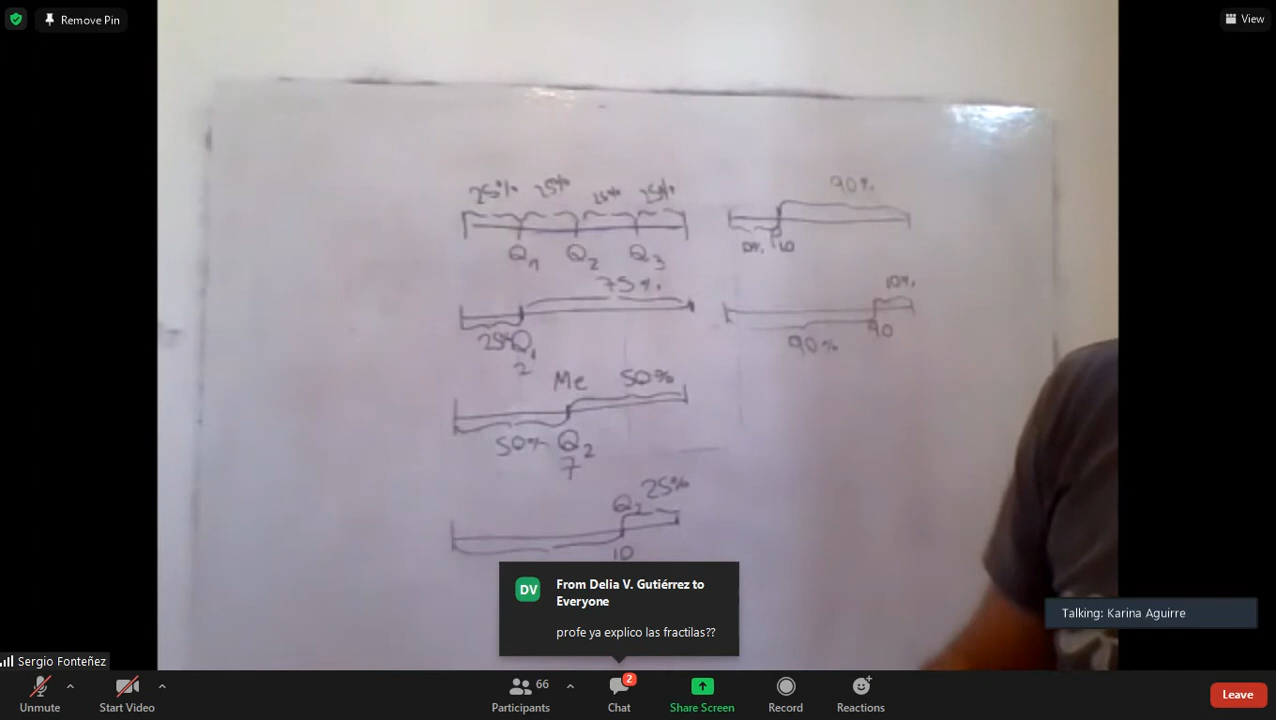 Remove Pin
View
25% 25% 25% 25%
Q1 Q2 Q3
90%
10% 10
75%
25% Q1
2
10%
90% 90
Me 50%
50% Q2
7
25%
10
From Delia V. Gutiérrez to
Everyone
profe ya explico las fractilas??
DV
Talking: Karina Aguirre
Sergio Fonteñez
Unmute
Start Video
66
Participants
2
Chat
Share Screen
Record
Reactions
Leave